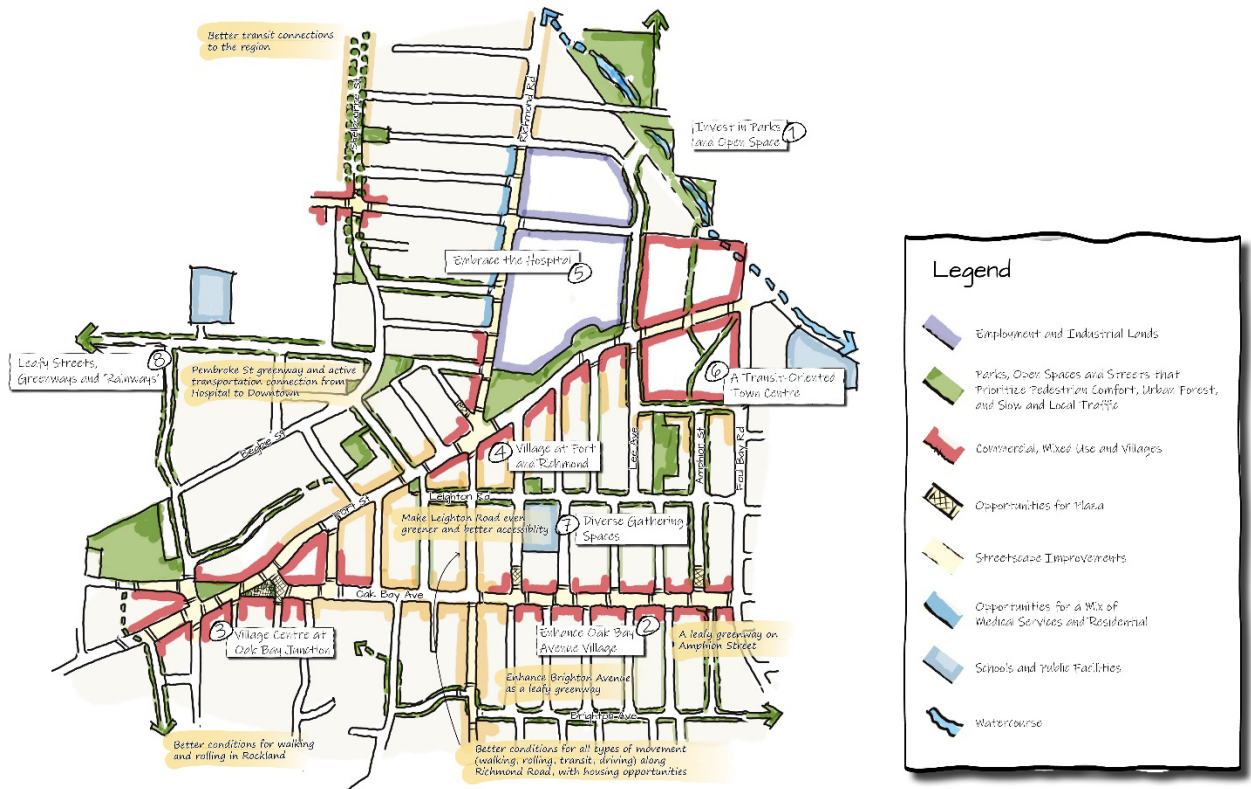 Better transit connections
to the region
Shelbourne St
Richmond Rd
Invest in Parks
and Open Space
1
Embrace the Hospital
5
Leafy Streets,
Greenways and "Rainways"
8
Pembroke St greenway and active
transportation connection from
Hospital to Downtown
6
A Transit-Oriented
Town Centre
Begbie St
4
Village at Fort
and Richmond
Lee Ave
Amphion St
Foul Bay Rd
Fort St
Leighton Rd
Make Leighton Road even
greener and better accessiblity
7
Diverse Gathering
Spaces
Oak Bay Ave
3
Village Centre at
Oak Bay Junction
Enhance Oak Bay
Avenue Village
2
A leafy greenway on
Amphion Street
Enhance Brighton Avenue
as a leafy greenway
Brighton Ave
Better conditions for walking
and rolling in Rockland
Better conditions for all types of movement
(walking, rolling, transit, driving) along
Richmond Road, with housing opportunities
Legend
Employment and Industrial Lands
Parks, Open Spaces and Streets that
Prioritize Pedestrian Comfort, Urban Forest,
and Slow and Local Traffic
Commercial, Mixed Use and Villages
Opportunities for Plaza
Streetscape Improvements
Opportunities for a Mix of
Medical Services and Residential
Schools and Public Facilities
Watercourse